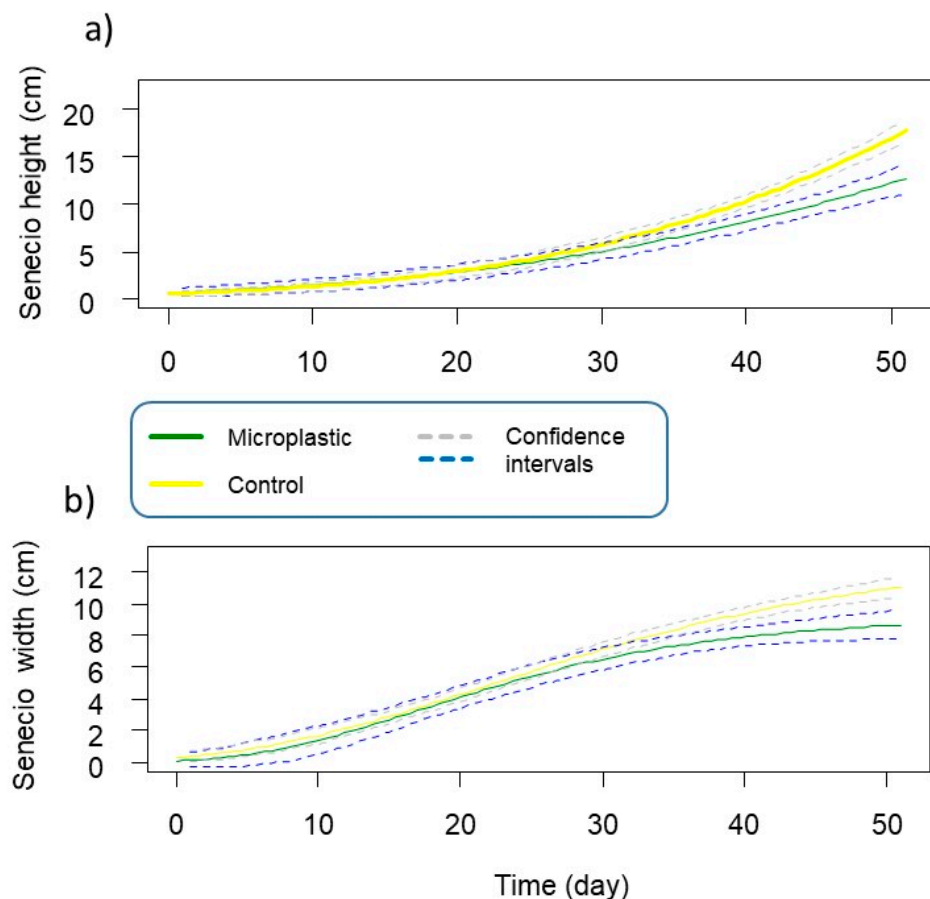 a)
Senecio height (cm)
20
15
10
5
0
0 10 20 30 40 50
Microplastic
Control
Confidence
intervals
b)
Senecio width (cm)
12
10
8
6
4
2
0
0 10 20 30 40 50
Time (day)